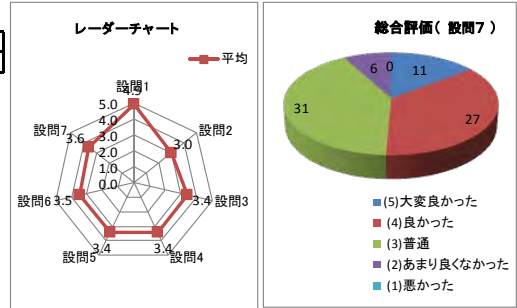 レーダーチャート
平均
設問1
4.9
5.0
4.0
3.0
2.0
1.0
0.0
設問2
3.0
設問3
3.4
設問4
3.4
設問5
3.4
設問6
3.5
設問7
3.6
総合評価( 設問7 )
0
11
27
31
6
(5)大変良かった
(4)良かった
(3)普通
(2)あまり良くなかった
(1)悪かった